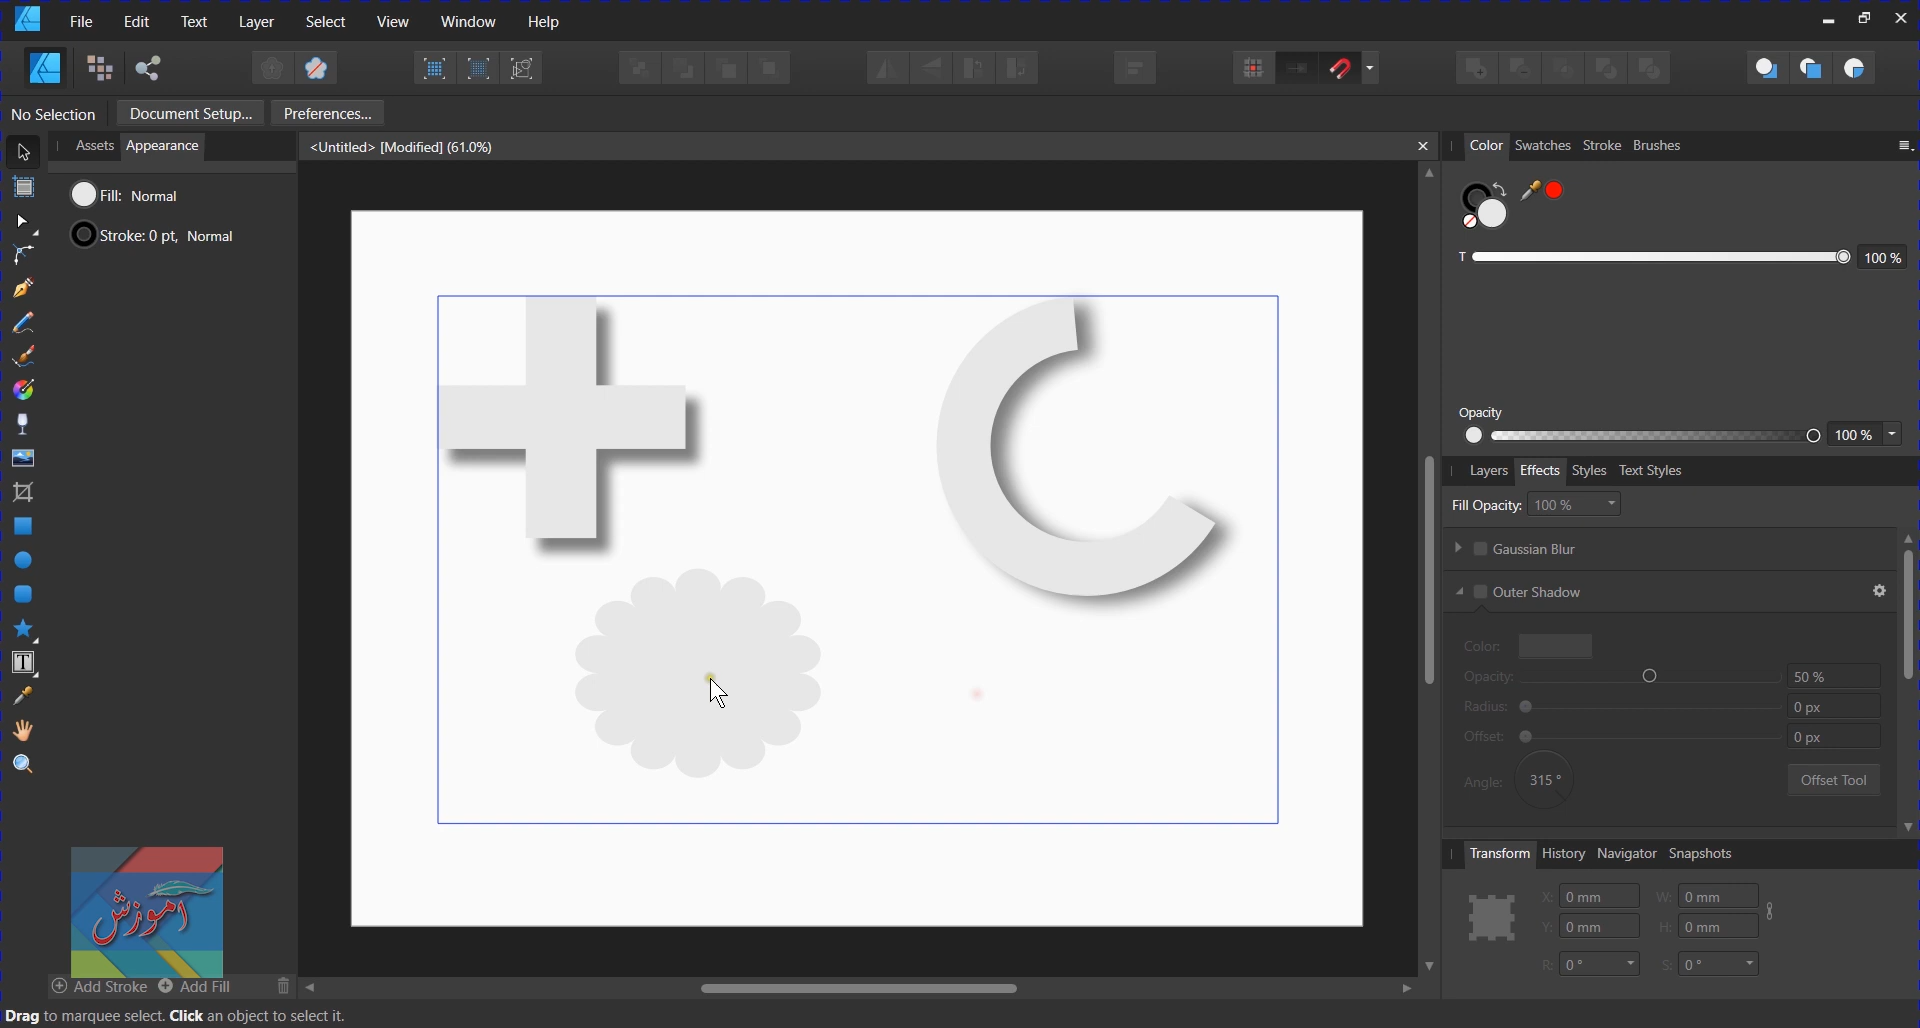 File Edit Text Layer Select View Window Help
No Selection Document Setup... Preferences...
Assets Appearance
<Untitled> [Modified] (61.0%)
Color Swatches Stroke Brushes
Fill: Normal
Stroke: 0 pt, Normal
T 100 %
Opacity
100 %
Layers Effects Styles Text Styles
Fill Opacity: 100 %
Gaussian Blur
Outer Shadow
Color:
Opacity: 50 %
Radius: 0 px
Offset: 0 px
Angle: 315 ° Offset Tool
Transform History Navigator Snapshots
X: 0 mm W: 0 mm
Y: 0 mm H: 0 mm
R: 0 ° S: 0 °
آموزش
Add Stroke Add Fill
Drag to marquee select. Click an object to select it.